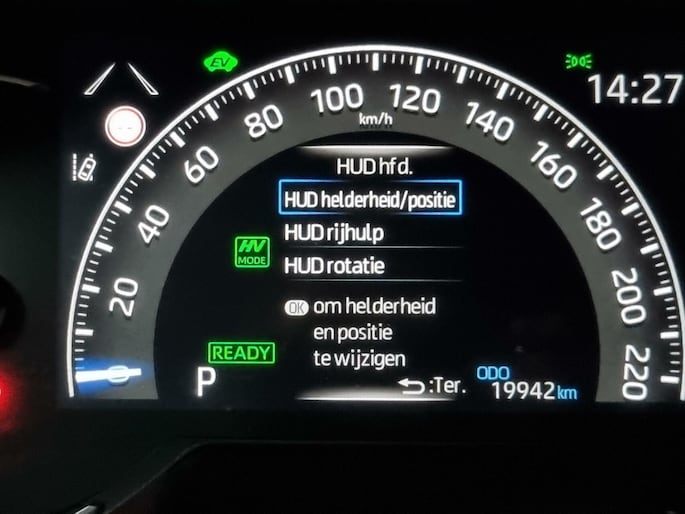 EV
14:27
0
20
40
60
80
100
120
140
160
180
200
220
km/h
HUD hfd.
HUD helderheid/positie
HUD rijhulp
HUD rotatie
HV
MODE
OK om helderheid
en positie
te wijzigen
READY
P
:Ter.
ODO
19942 km